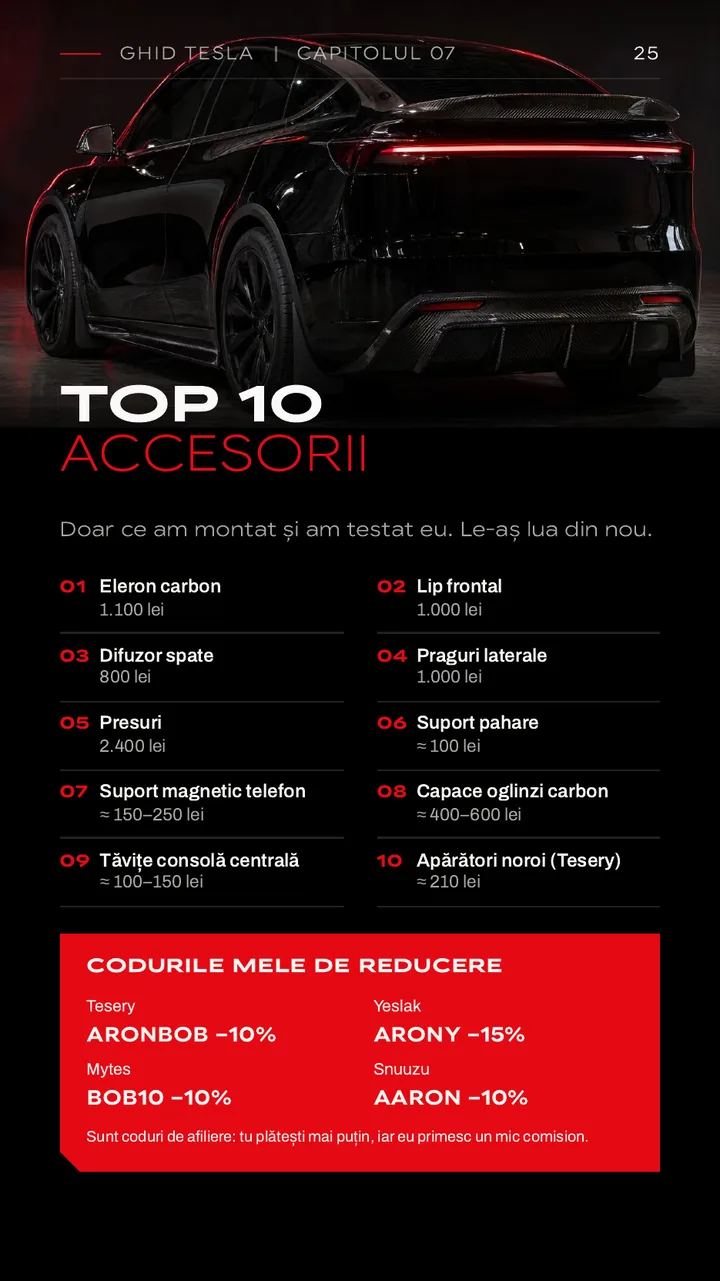 GHID TESLA | CAPITOLUL 07
25
TOP 10
ACCESORII
Doar ce am montat și am testat eu. Le-aș lua din nou.
01 Eleron carbon
1.100 lei
02 Lip frontal
1.000 lei
03 Difuzor spate
800 lei
04 Praguri laterale
1.000 lei
05 Presuri
2.400 lei
06 Suport pahare
≈ 100 lei
07 Suport magnetic telefon
≈ 150–250 lei
08 Capace oglinzi carbon
≈ 400–600 lei
09 Tăvițe consolă centrală
≈ 100–150 lei
10 Apărători noroi (Tesery)
≈ 210 lei
CODURILE MELE DE REDUCERE
Tesery
ARONBOB –10%
Yeslak
ARONY –15%
Mytes
BOB10 –10%
Snuuzu
AARON –10%
Sunt coduri de afiliere: tu plătești mai puțin, iar eu primesc un mic comision.